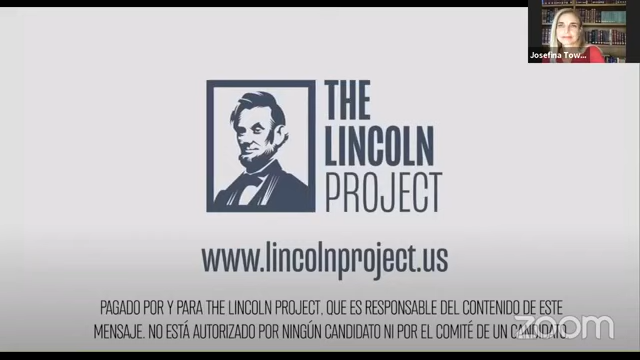 Josefina Tow...
THE
LINCOLN
PROJECT
www.lincolnproject.us
PAGADO POR Y PARA THE LINCOLN PROJECT, QUE ES RESPONSABLE DEL CONTENIDO DE ESTE
MENSAJE. NO ESTÁ AUTORIZADO POR NINGÚN CANDIDATO NI POR EL COMITÉ DE UN CANDIDATO.
zoom